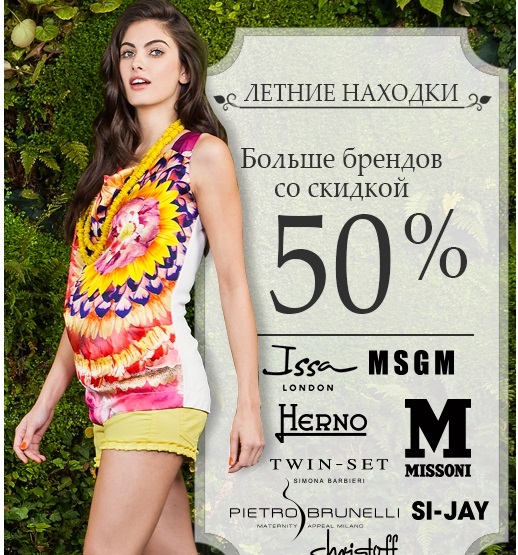 ЛЕТНИЕ НАХОДКИ
Больше брендов
со скидкой
50%
Issa MSGM
LONDON
HERNO
M
MISSONI
TWIN-SET
SIMONA BARBIERI
PIETRO BRUNELLI
MATERNITY APPEAL MILANO
SI-JAY
christoff